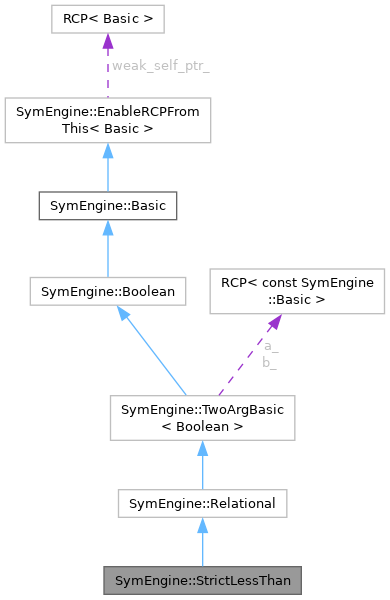 RCP< Basic >
weak_self_ptr_
SymEngine::EnableRCPFrom
This< Basic >
SymEngine::Basic
SymEngine::Boolean
RCP< const SymEngine
::Basic >
a_
b_
SymEngine::TwoArgBasic
< Boolean >
SymEngine::Relational
SymEngine::StrictLessThan